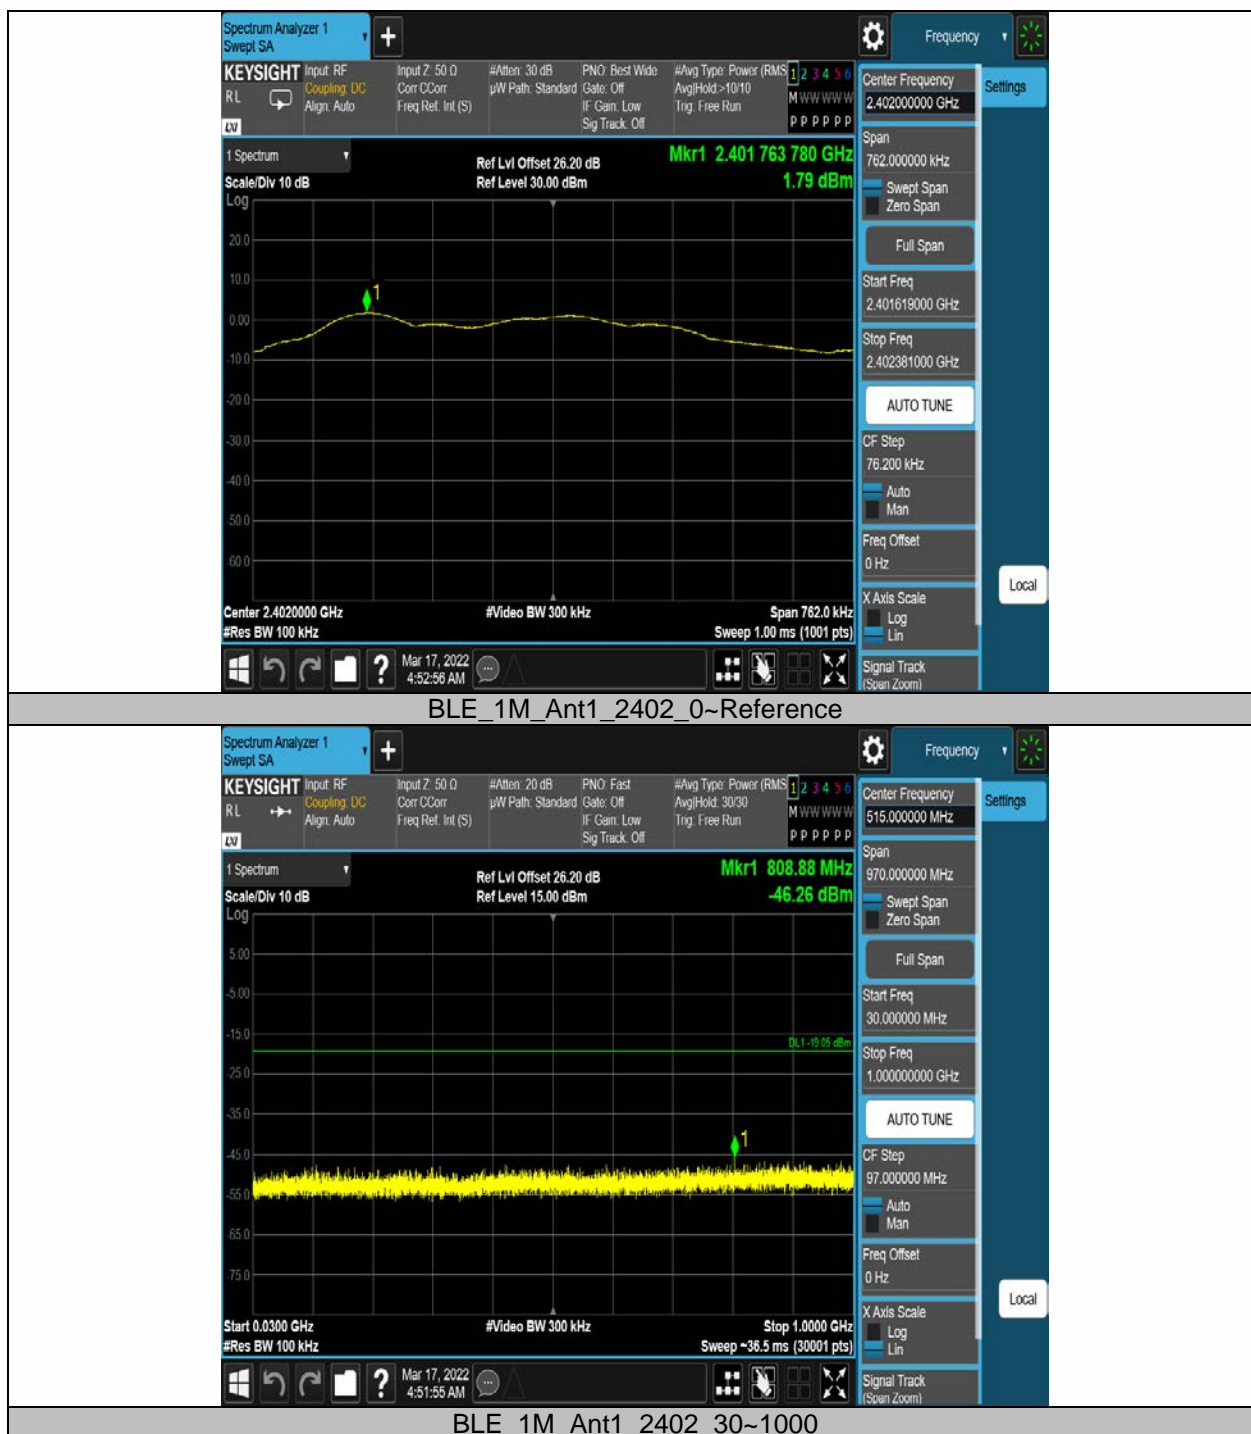 Spectrum Analyzer 1
Swept SA
Frequency
KEYSIGHT
RL
LXI
Input: RF
Coupling: DC
Align: Auto
Input Z: 50 Ω
Corr CCorr
Freq Ref: Int (S)
#Atten: 30 dB
µW Path: Standard
PNO: Best Wide
Gate: Off
IF Gain: Low
Sig Track: Off
#Avg Type: Power (RMS
Avg|Hold:>10/10
Trig: Free Run
1 2 3 4 5 6
M W W W W W
P P P P P P
Center Frequency
2.402000000 GHz
Settings
1 Spectrum
Scale/Div 10 dB
Ref Lvl Offset 26.20 dB
Ref Level 30.00 dBm
Mkr1 2.401 763 780 GHz
1.79 dBm
Span
762.000000 kHz
Swept Span
Zero Span
Full Span
Start Freq
2.401619000 GHz
Stop Freq
2.402381000 GHz
AUTO TUNE
CF Step
76.200 kHz
Auto
Man
Freq Offset
0 Hz
X Axis Scale
Log
Lin
Signal Track
(Span Zoom)
Local
Log
20.0
10.0
0.00
-10.0
-20.0
-30.0
-40.0
-50.0
-60.0
1
Center 2.4020000 GHz
#Res BW 100 kHz
#Video BW 300 kHz
Span 762.0 kHz
Sweep 1.00 ms (1001 pts)
?
Mar 17, 2022
4:52:56 AM
BLE_1M_Ant1_2402_0~Reference
Spectrum Analyzer 1
Swept SA
Frequency
KEYSIGHT
RL
LXI
Input: RF
Coupling: DC
Align: Auto
Input Z: 50 Ω
Corr CCorr
Freq Ref: Int (S)
#Atten: 20 dB
µW Path: Standard
PNO: Fast
Gate: Off
IF Gain: Low
Sig Track: Off
#Avg Type: Power (RMS
Avg|Hold: 30/30
Trig: Free Run
1 2 3 4 5 6
M W W W W W
P P P P P P
Center Frequency
515.000000 MHz
Settings
1 Spectrum
Scale/Div 10 dB
Ref Lvl Offset 26.20 dB
Ref Level 15.00 dBm
Mkr1 808.88 MHz
-46.26 dBm
Span
970.000000 MHz
Swept Span
Zero Span
Full Span
Start Freq
30.000000 MHz
Stop Freq
1.000000000 GHz
AUTO TUNE
CF Step
97.000000 MHz
Auto
Man
Freq Offset
0 Hz
X Axis Scale
Log
Lin
Signal Track
(Span Zoom)
Local
Log
5.00
-5.00
-15.0
-25.0
-35.0
-45.0
-55.0
-65.0
-75.0
DL1 -19.05 dBm
1
Start 0.0300 GHz
#Res BW 100 kHz
#Video BW 300 kHz
Stop 1.0000 GHz
Sweep ~36.5 ms (30001 pts)
?
Mar 17, 2022
4:51:55 AM
BLE_1M_Ant1_2402_30~1000